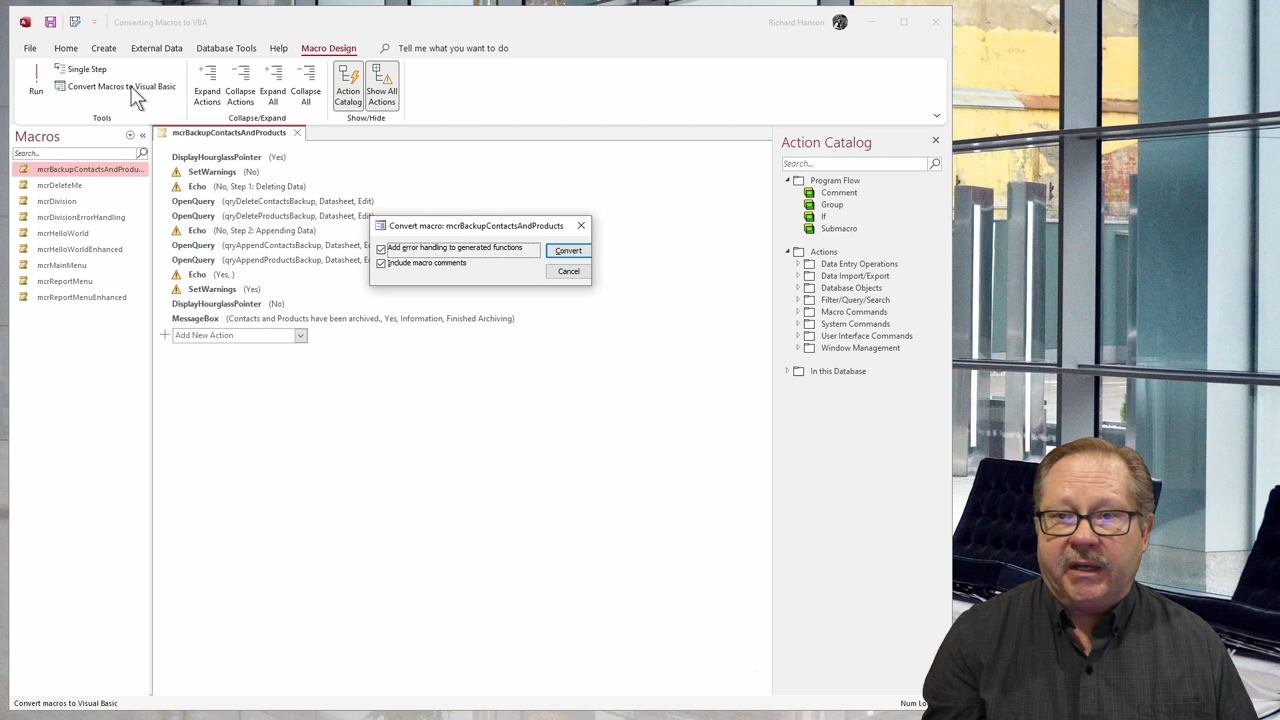 Converting Macros to VBA
Richard Hanson
File Home Create External Data Database Tools Help Macro Design Tell me what you want to do
Run
Single Step
Convert Macros to Visual Basic
Tools
Expand Actions
Collapse Actions
Expand All
Collapse All
Collapse/Expand
Action Catalog
Show All Actions
Show/Hide
Macros
Search...
mcrBackupContactsAndProdu...
mcrDeleteMe
mcrDivision
mcrDivisionErrorHandling
mcrHelloWorld
mcrHelloWorldEnhanced
mcrMainMenu
mcrReportMenu
mcrReportMenuEnhanced
mcrBackupContactsAndProducts
DisplayHourglassPointer (Yes)
SetWarnings (No)
Echo (No, Step 1: Deleting Data)
OpenQuery (qryDeleteContactsBackup, Datasheet, Edit)
OpenQuery (qryDeleteProductsBackup, Datasheet, Edit)
Echo (No, Step 2: Appending Data)
OpenQuery (qryAppendContactsBackup, Datasheet, E
OpenQuery (qryAppendProductsBackup, Datasheet, Ed
Echo (Yes, )
SetWarnings (Yes)
DisplayHourglassPointer (No)
MessageBox (Contacts and Products have been archived., Yes, Information, Finished Archiving)
Add New Action
Convert macro: mcrBackupContactsAndProducts
Add error handling to generated functions
Include macro comments
Convert
Cancel
Action Catalog
Search...
Program Flow
Comment
Group
If
Submacro
Actions
Data Entry Operations
Data Import/Export
Database Objects
Filter/Query/Search
Macro Commands
System Commands
User Interface Commands
Window Management
In this Database
Convert macros to Visual Basic
Num Lo